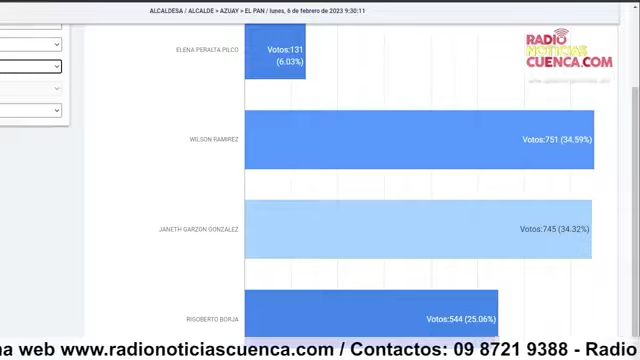 ALCALDESA / ALCALDE > AZUAY > EL PAN / lunes, 6 de febrero de 2023 9:30:11
RADIO
NOTICIAS
CUENCA.COM
ELENA PERALTA PILCO
Votos:131
(6.03%)
WILSON RAMIREZ
Votos:751 (34.59%)
JANETH GARZON GONZALEZ
Votos:745 (34.32%)
RIGOBERTO BORJA
Votos:544 (25.06%)
na web www.radionoticiascuenca.com / Contactos: 09 8721 9388 - Radio